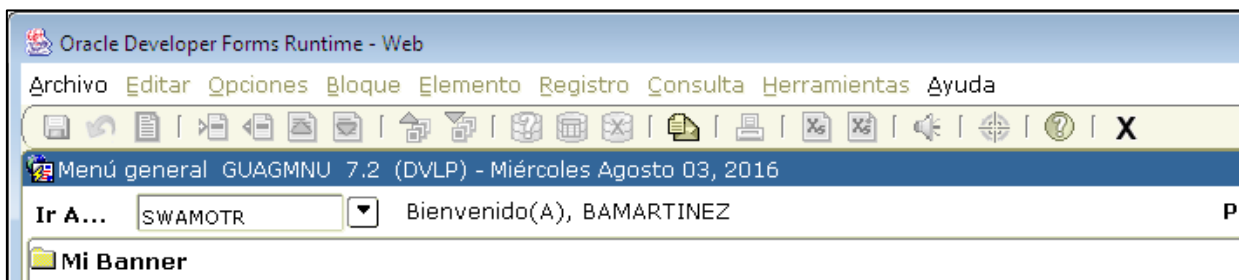 Oracle Developer Forms Runtime - Web
Archivo Editar Opciones Bloque Elemento Registro Consulta Herramientas Ayuda
X
Menú general GUAGMNU 7.2 (DVLP) - Miércoles Agosto 03, 2016
Ir A... SWAMOTR Bienvenido(A), BAMARTINEZ P
Mi Banner